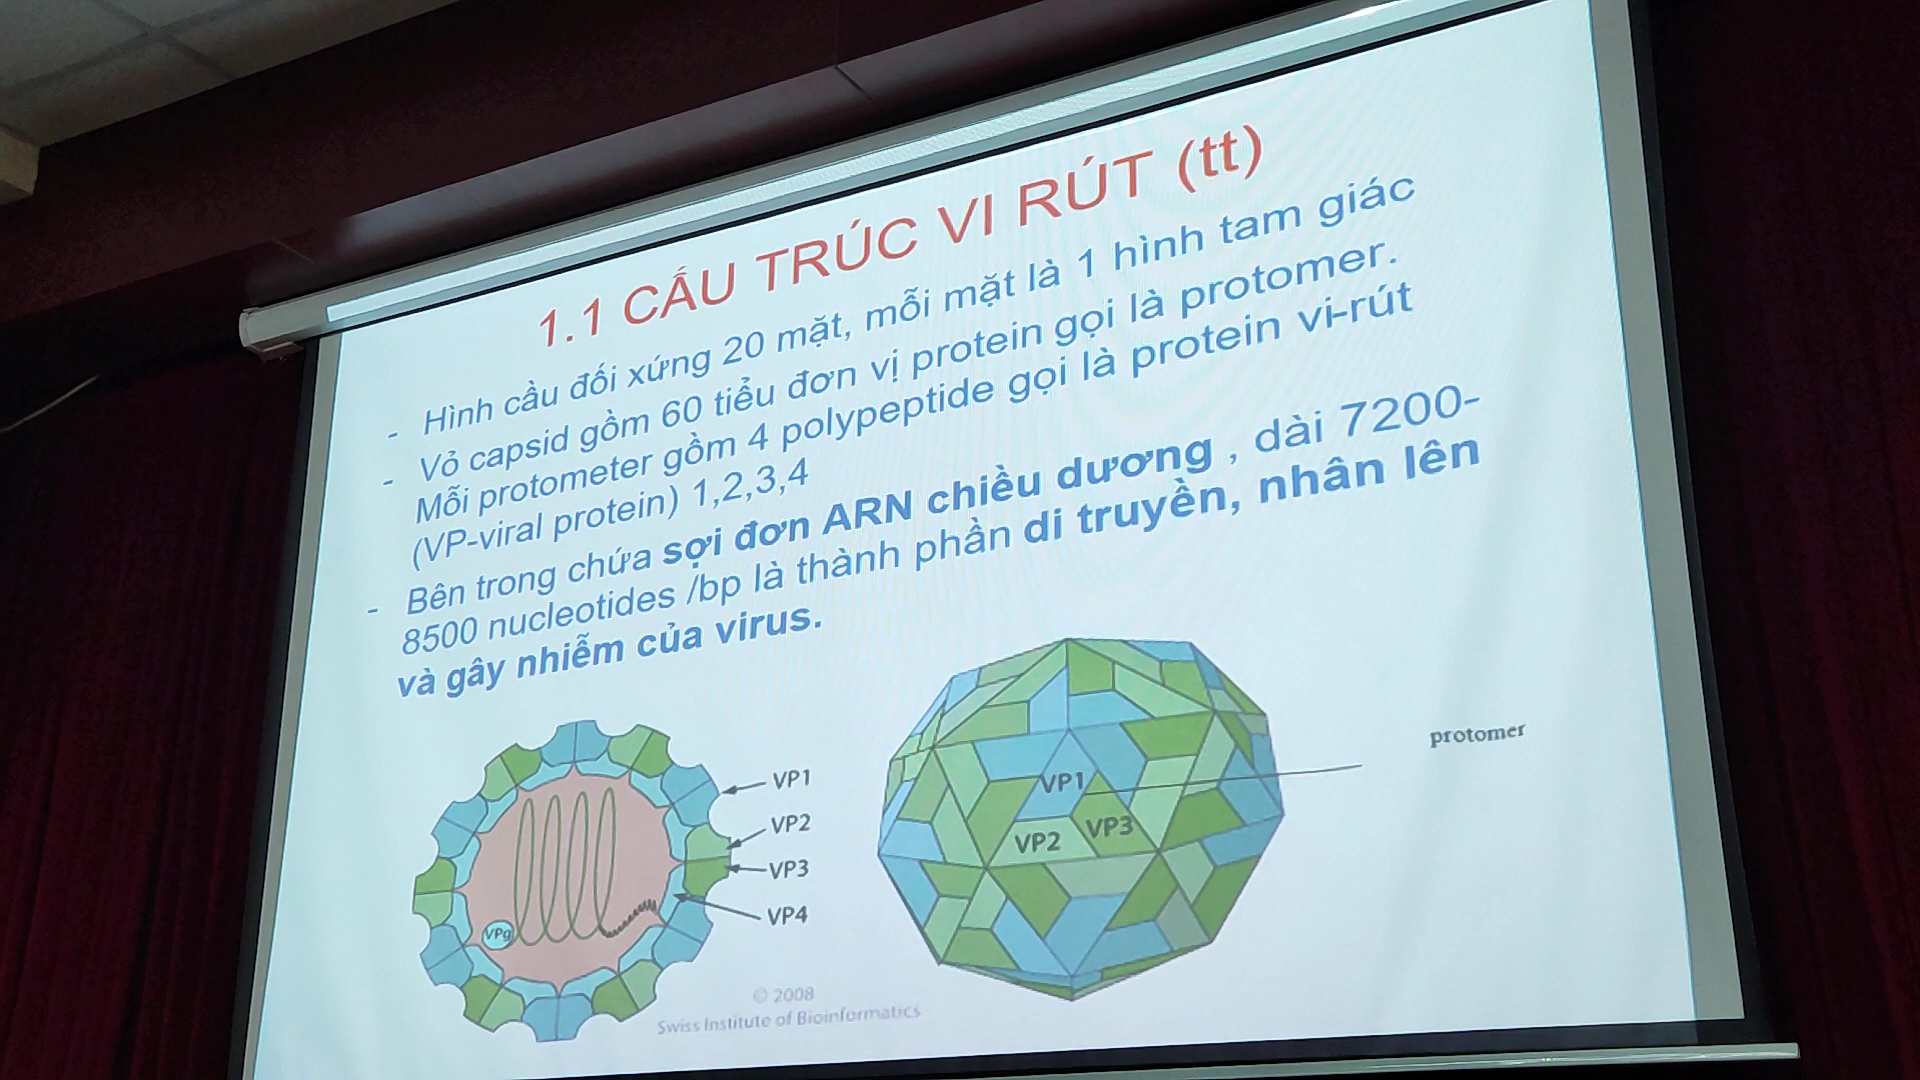 1.1 CẤU TRÚC VI RÚT (tt)
- Hình cầu đối xứng 20 mặt, mỗi mặt là 1 hình tam giác
- Vỏ capsid gồm 60 tiểu đơn vị protein gọi là protomer.
Mỗi protometer gồm 4 polypeptide gọi là protein vi-rút
(VP-viral protein) 1,2,3,4
- Bên trong chứa sợi đơn ARN chiều dương , dài 7200-
8500 nucleotides /bp là thành phần di truyền, nhân lên
và gây nhiễm của virus.
VP1
VP2
VP3
VP4
VPg
VP1
VP2
VP3
protomer
© 2008
Swiss Institute of Bioinformatics